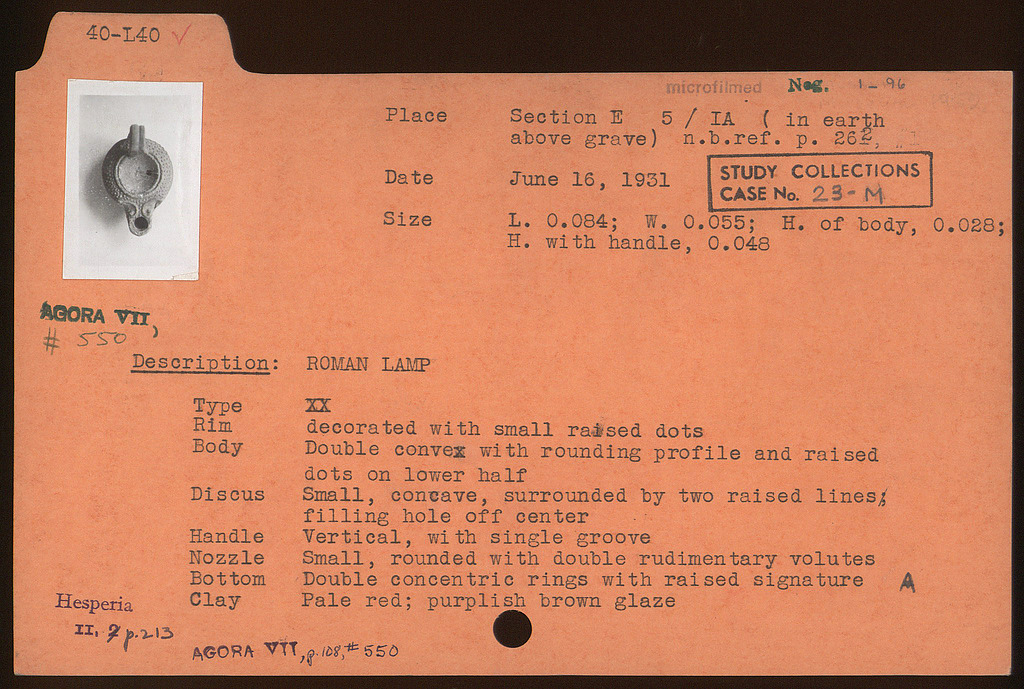 40-L40 ✓
microfilmed Neg. 1-96
Place Section E 5 / IA ( in earth
above grave) n.b.ref. p. 262,
STUDY COLLECTIONS
CASE No. 23-M
Date June 16, 1931
Size L. 0.084; W. 0.055; H. of body, 0.028;
H. with handle, 0.048
AGORA VII,
# 550
Description: ROMAN LAMP
Type XX
Rim decorated with small raised dots
Body Double convex with rounding profile and raised
dots on lower half
Discus Small, concave, surrounded by two raised lines;
filling hole off center
Handle Vertical, with single groove
Nozzle Small, rounded with double rudimentary volutes
Bottom Double concentric rings with raised signature A
Clay Pale red; purplish brown glaze
Hesperia
II, 2 p.213
AGORA VII, p.108, # 550